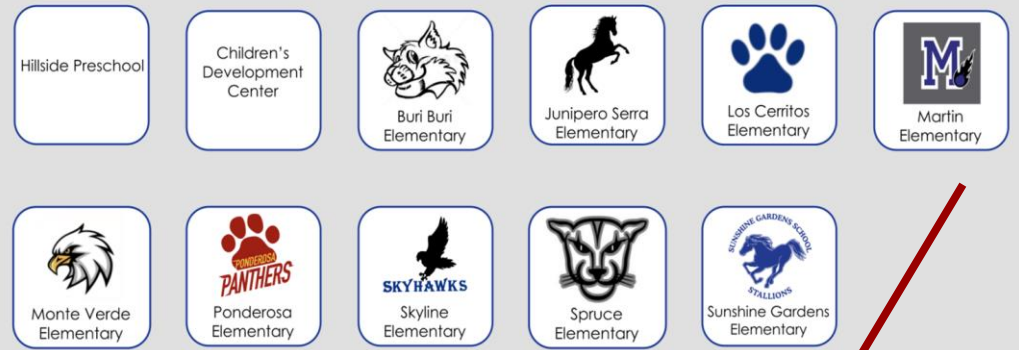 Hillside Preschool
Children's
Development
Center
Buri Buri
Elementary
Junipero Serra
Elementary
Los Cerritos
Elementary
M
Martin
Elementary
Monte Verde
Elementary
PONDEROSA
PANTHERS
Ponderosa
Elementary
SKYHAWKS
Skyline
Elementary
Spruce
Elementary
SUNSHINE GARDENS SCHOOL
STALLIONS
Sunshine Gardens
Elementary